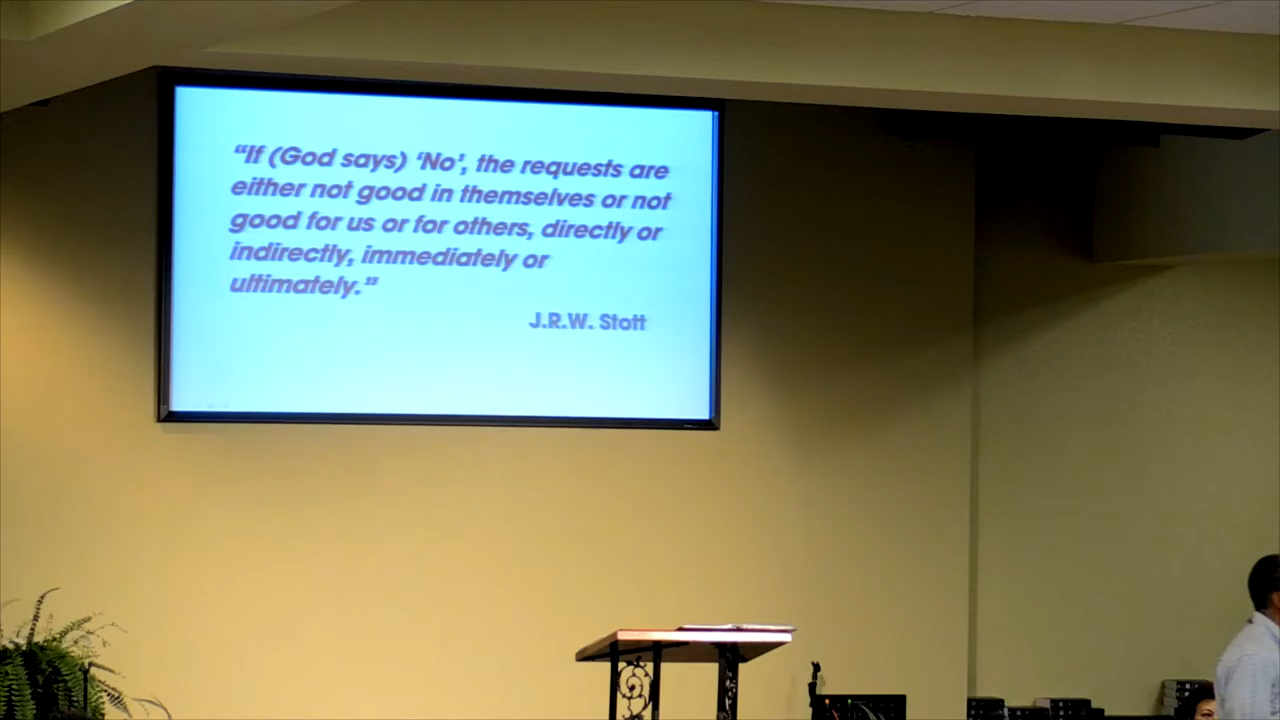 “If (God says) ‘No’, the requests are
either not good in themselves or not
good for us or for others, directly or
indirectly, immediately or
ultimately.”
J.R.W. Stott